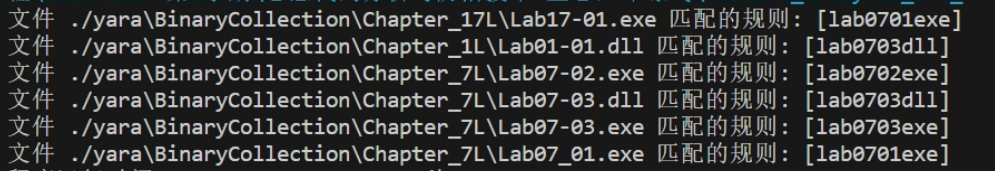 文件 ./yara\BinaryCollection\Chapter_17L\Lab17-01.exe 匹配的规则: [lab0701exe]
文件 ./yara\BinaryCollection\Chapter_1L\Lab01-01.dll 匹配的规则: [lab0703dll]
文件 ./yara\BinaryCollection\Chapter_7L\Lab07-02.exe 匹配的规则: [lab0702exe]
文件 ./yara\BinaryCollection\Chapter_7L\Lab07-03.dll 匹配的规则: [lab0703dll]
文件 ./yara\BinaryCollection\Chapter_7L\Lab07-03.exe 匹配的规则: [lab0703exe]
文件 ./yara\BinaryCollection\Chapter_7L\Lab07_01.exe 匹配的规则: [lab0701exe]